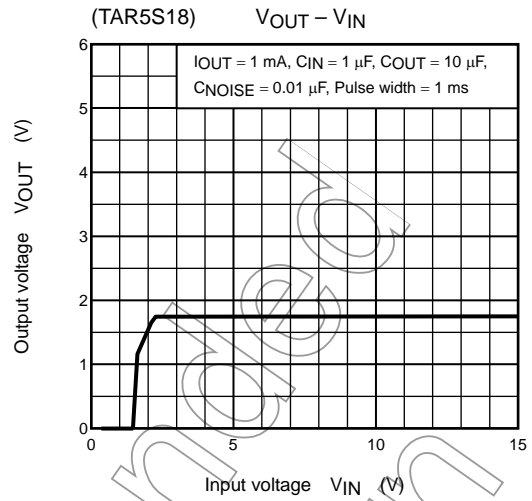 (TAR5S18) VOUT – VIN
IOUT = 1 mA, CIN = 1 μF, COUT = 10 μF,
CNOISE = 0.01 μF, Pulse width = 1 ms
Output voltage VOUT (V)
6
5
4
3
2
1
0
0 5 10 15
Input voltage VIN (V)